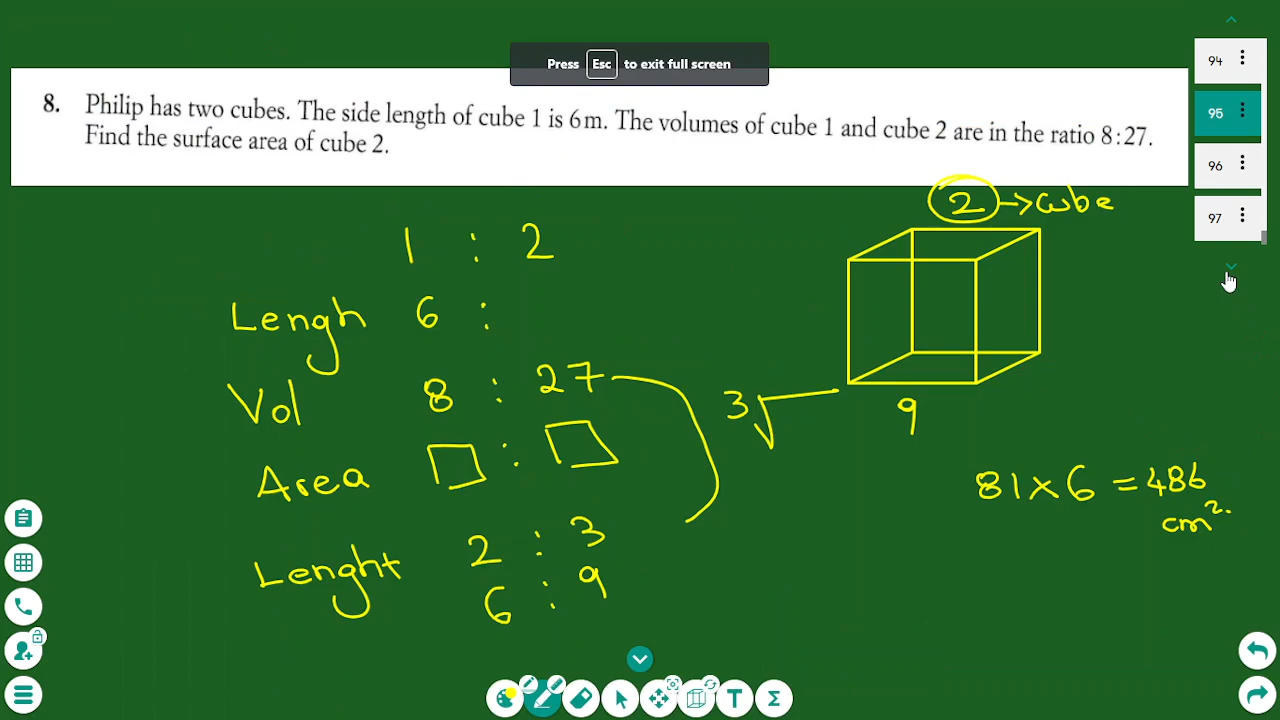 Press Esc to exit full screen
94
95
96
97
8. Philip has two cubes. The side length of cube 1 is 6 m. The volumes of cube 1 and cube 2 are in the ratio 8 : 27.
Find the surface area of cube 2.
2 → cube
1 : 2
Lengh 6 :
Vol 8 : 27
3√
9
Area □ : □
81 × 6 = 486
cm².
Lenght 2 : 3
6 : 9
T
Σ